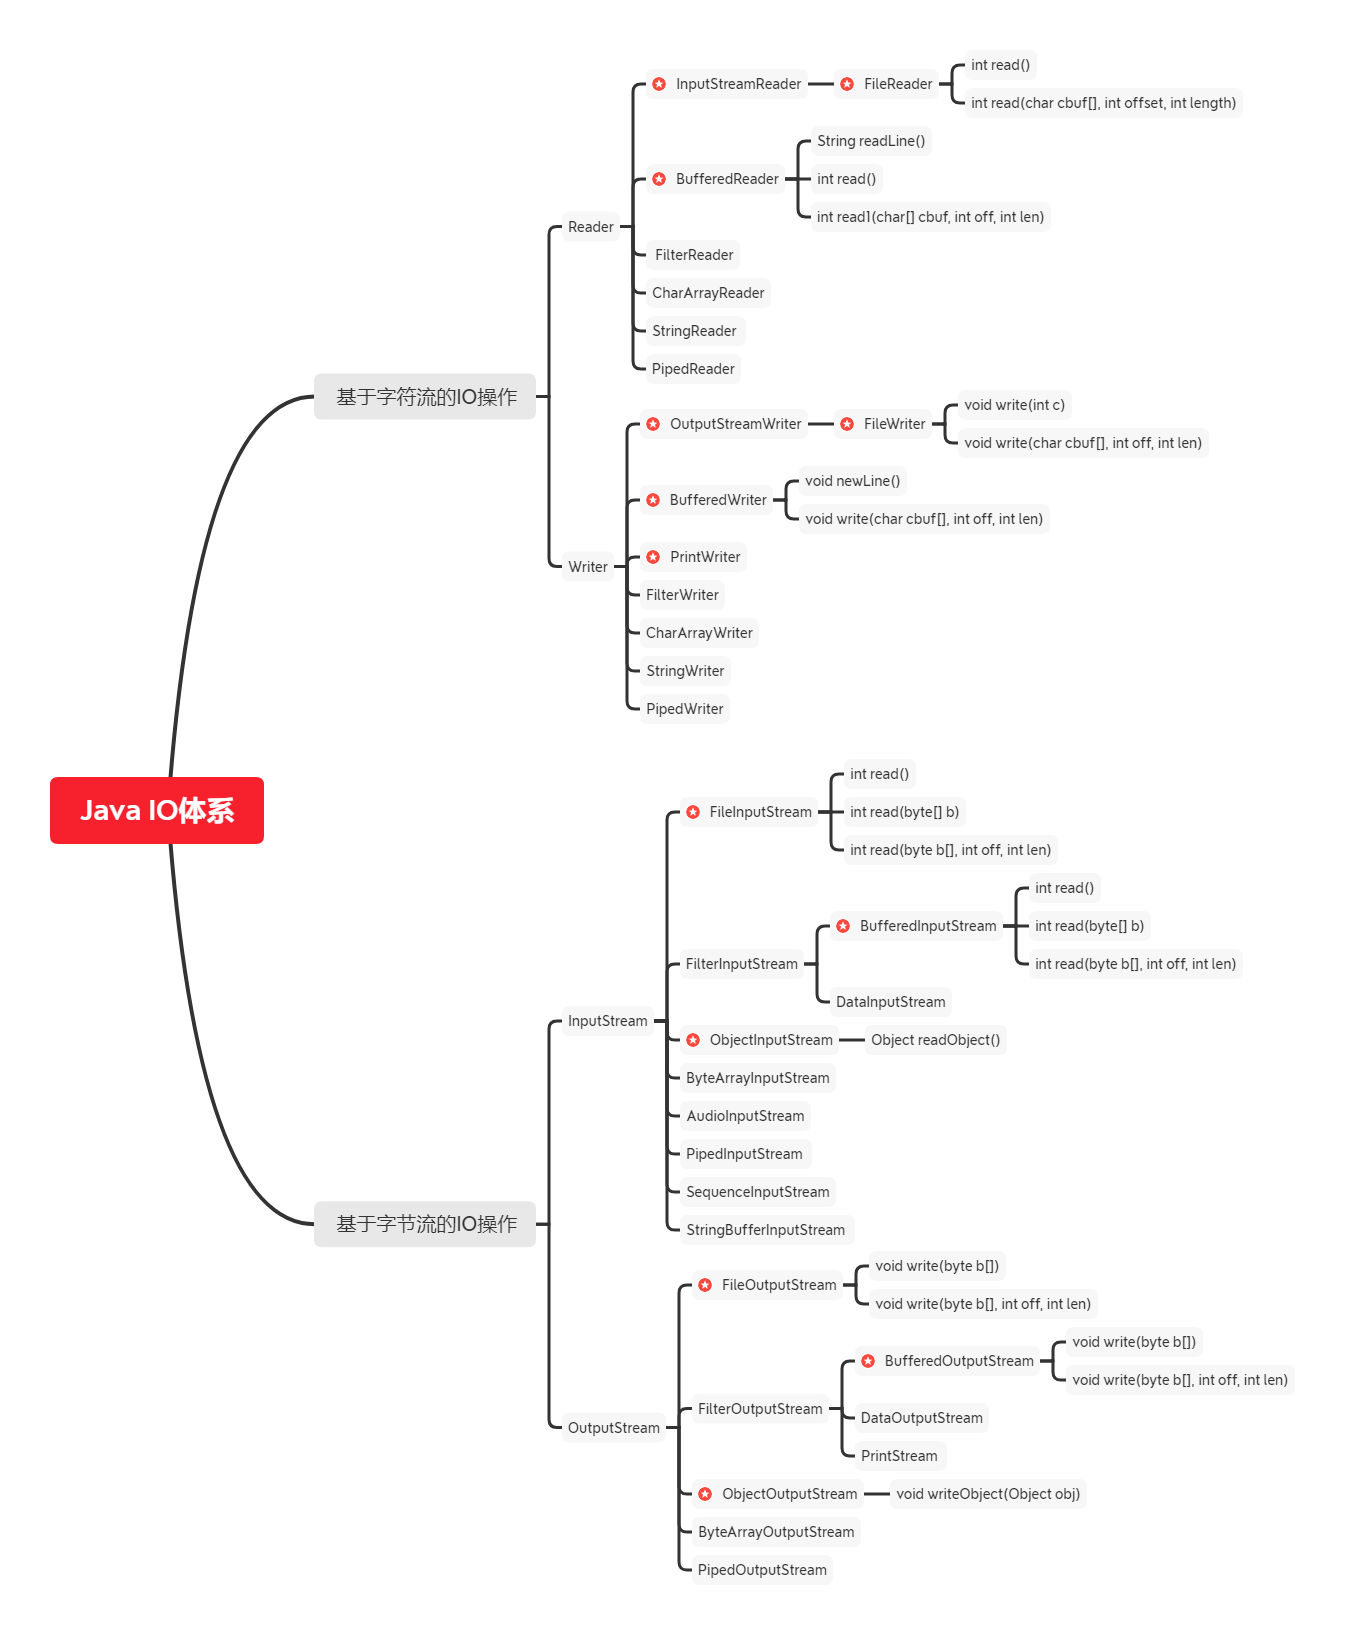 Java IO体系
基于字符流的IO操作
Reader
InputStreamReader
FileReader
int read()
int read(char cbuf[], int offset, int length)
BufferedReader
String readLine()
int read()
int read1(char[] cbuf, int off, int len)
FilterReader
CharArrayReader
StringReader
PipedReader
Writer
OutputStreamWriter
FileWriter
void write(int c)
void write(char cbuf[], int off, int len)
BufferedWriter
void newLine()
void write(char cbuf[], int off, int len)
PrintWriter
FilterWriter
CharArrayWriter
StringWriter
PipedWriter
基于字节流的IO操作
InputStream
FileInputStream
int read()
int read(byte[] b)
int read(byte b[], int off, int len)
FilterInputStream
BufferedInputStream
int read()
int read(byte[] b)
int read(byte b[], int off, int len)
DataInputStream
ObjectInputStream
Object readObject()
ByteArrayInputStream
AudioInputStream
PipedInputStream
SequenceInputStream
StringBufferInputStream
OutputStream
FileOutputStream
void write(byte b[])
void write(byte b[], int off, int len)
FilterOutputStream
BufferedOutputStream
void write(byte b[])
void write(byte b[], int off, int len)
DataOutputStream
PrintStream
ObjectOutputStream
void writeObject(Object obj)
ByteArrayOutputStream
PipedOutputStream